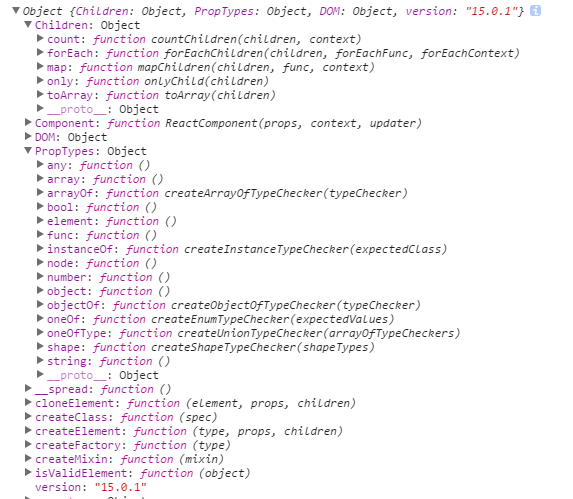 Object {Children: Object, PropTypes: Object, DOM: Object, version: "15.0.1"} i
Children: Object
count: function countChildren(children, context)
forEach: function forEachChildren(children, forEachFunc, forEachContext)
map: function mapChildren(children, func, context)
only: function onlyChild(children)
toArray: function toArray(children)
__proto__: Object
Component: function ReactComponent(props, context, updater)
DOM: Object
PropTypes: Object
any: function ()
array: function ()
arrayOf: function createArrayOfTypeChecker(typeChecker)
bool: function ()
element: function ()
func: function ()
instanceOf: function createInstanceTypeChecker(expectedClass)
node: function ()
number: function ()
object: function ()
objectOf: function createObjectOfTypeChecker(typeChecker)
oneOf: function createEnumTypeChecker(expectedValues)
oneOfType: function createUnionTypeChecker(arrayOfTypeCheckers)
shape: function createShapeTypeChecker(shapeTypes)
string: function ()
__proto__: Object
__spread: function ()
cloneElement: function (element, props, children)
createClass: function (spec)
createElement: function (type, props, children)
createFactory: function (type)
createMixin: function (mixin)
isValidElement: function (object)
version: "15.0.1"